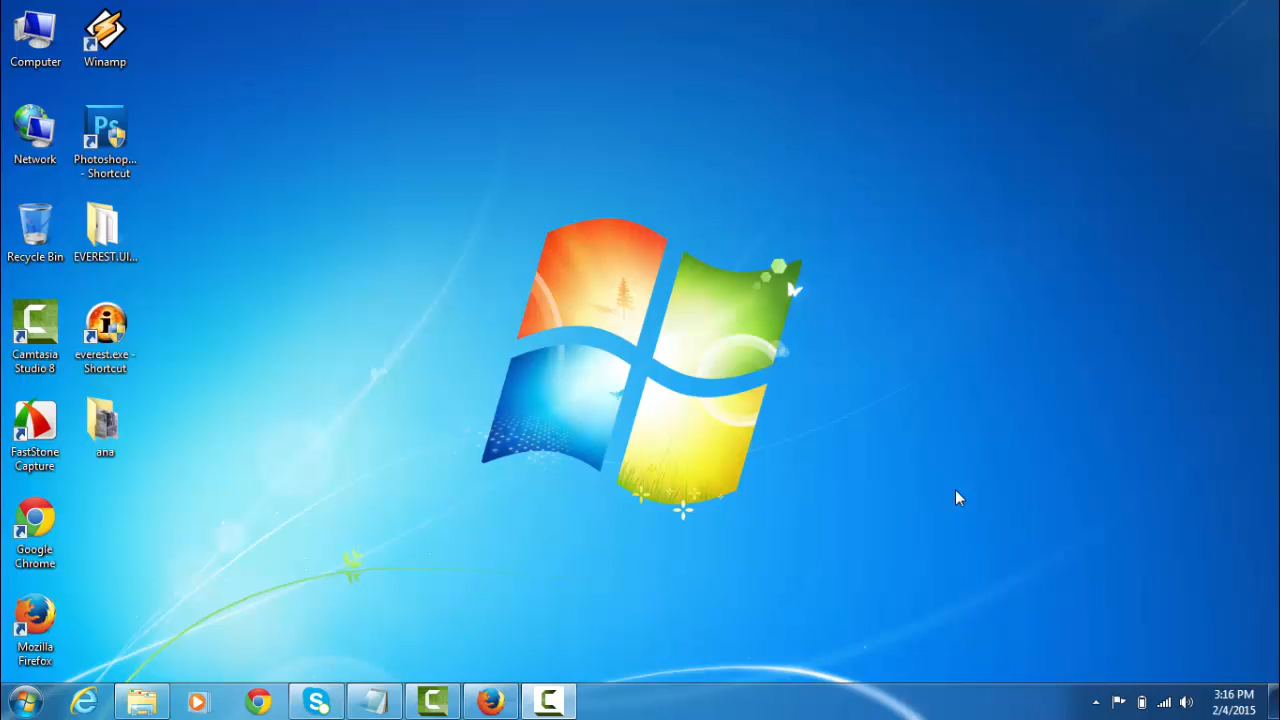 Computer
Winamp
Network
Ps
Photoshop...
- Shortcut
Recycle Bin
EVEREST.UI...
Camtasia
Studio 8
everest.exe -
Shortcut
FastStone
Capture
ana
Google
Chrome
Mozilla
Firefox
3:16 PM
2/4/2015